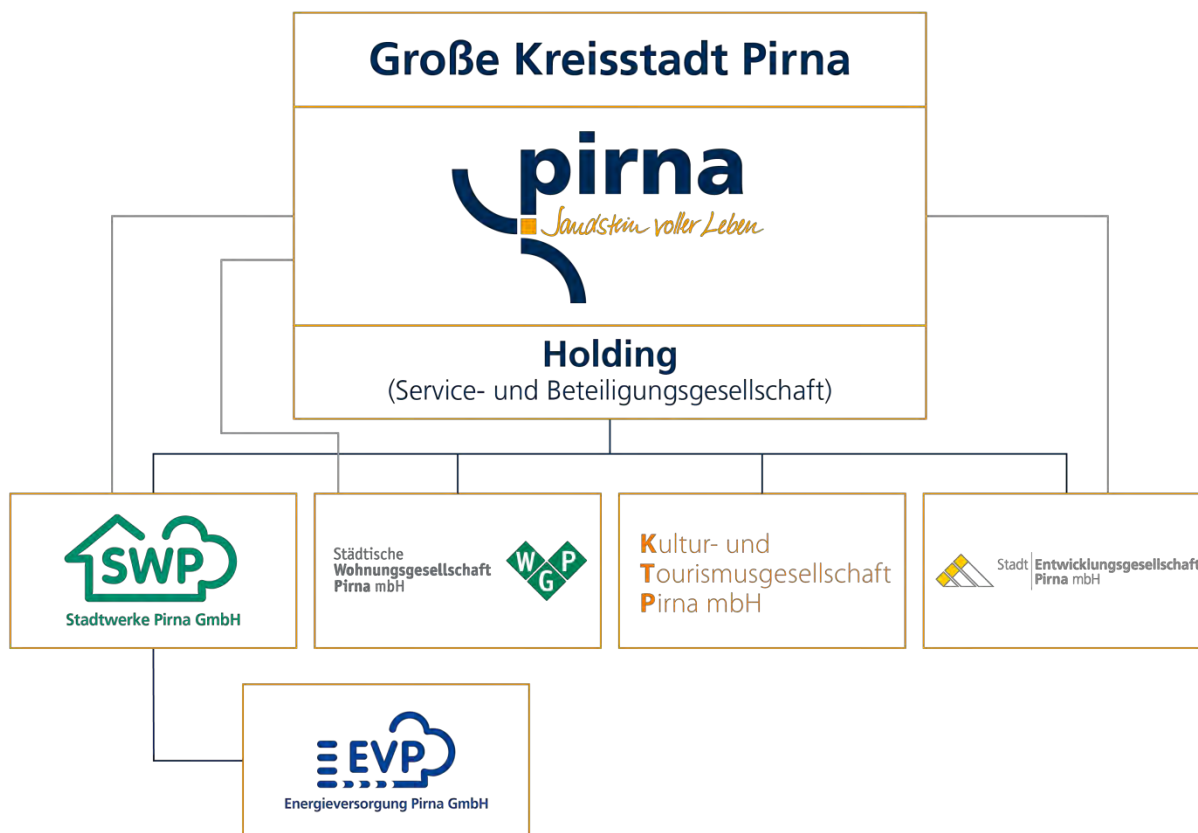 Große Kreisstadt Pirna
pirna
Sandstein voller Leben
Holding
(Service- und Beteiligungsgesellschaft)
SWP
Stadtwerke Pirna GmbH
Städtische
Wohnungsgesellschaft
Pirna mbH
W P
G
Kultur- und
Tourismusgesellschaft
Pirna mbH
Stadt Entwicklungsgesellschaft
Pirna mbH
EVP
Energieversorgung Pirna GmbH